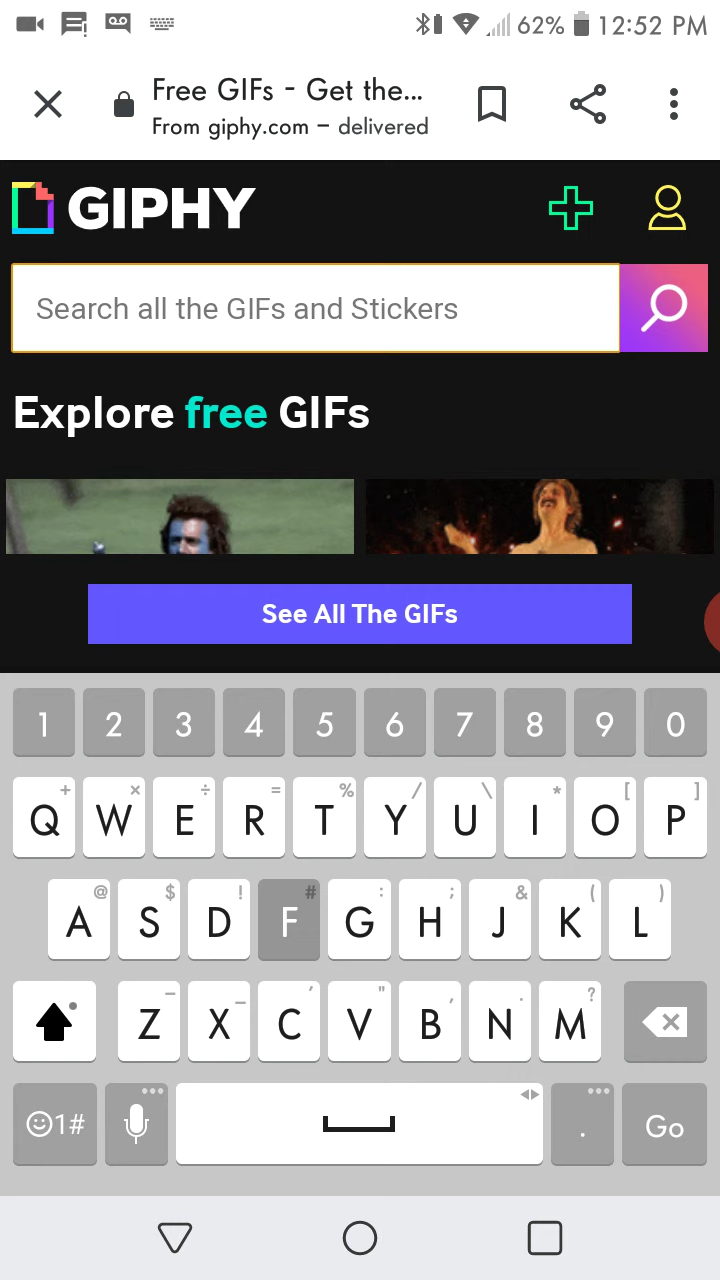 62% 12:52 PM
Free GIFs - Get the...
From giphy.com – delivered
GIPHY
Search all the GIFs and Stickers
Explore free GIFs
See All The GIFs
1 2 3 4 5 6 7 8 9 0
+ × ÷ = % / \ * [ ]
Q W E R T Y U I O P
@ $ ! # : ; & ( )
A S D F G H J K L
– _ ' " , . ?
Z X C V B N M
1# . Go